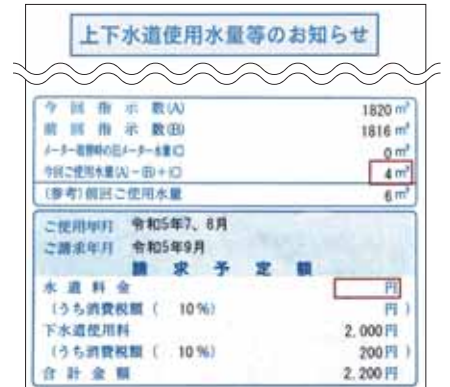 上下水道使用水量等のお知らせ
今回指示数(A) 1820 m³
前回指示数(B) 1816 m³
メーター取替時の旧メーター水量(C) 0 m³
今回ご使用水量(A)-(B)+(C) 4 m³
(参考)前回ご使用水量 6 m³
ご使用年月 令和5年7、8月
ご請求年月 令和5年9月
請求予定額
水道料金 円
(うち消費税額( 10%) 円)
下水道使用料 2,000円
(うち消費税額( 10%) 200円)
合計金額 2,200円